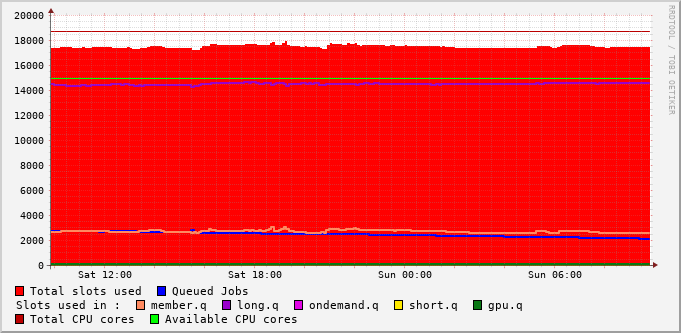 20000
18000
16000
14000
12000
10000
8000
6000
4000
2000
0
Sat 12:00 Sat 18:00 Sun 00:00 Sun 06:00
Total slots used Queued Jobs
Slots used in : member.q long.q ondemand.q short.q gpu.q
Total CPU cores Available CPU cores
RRDTOOL / TOBI OETIKER